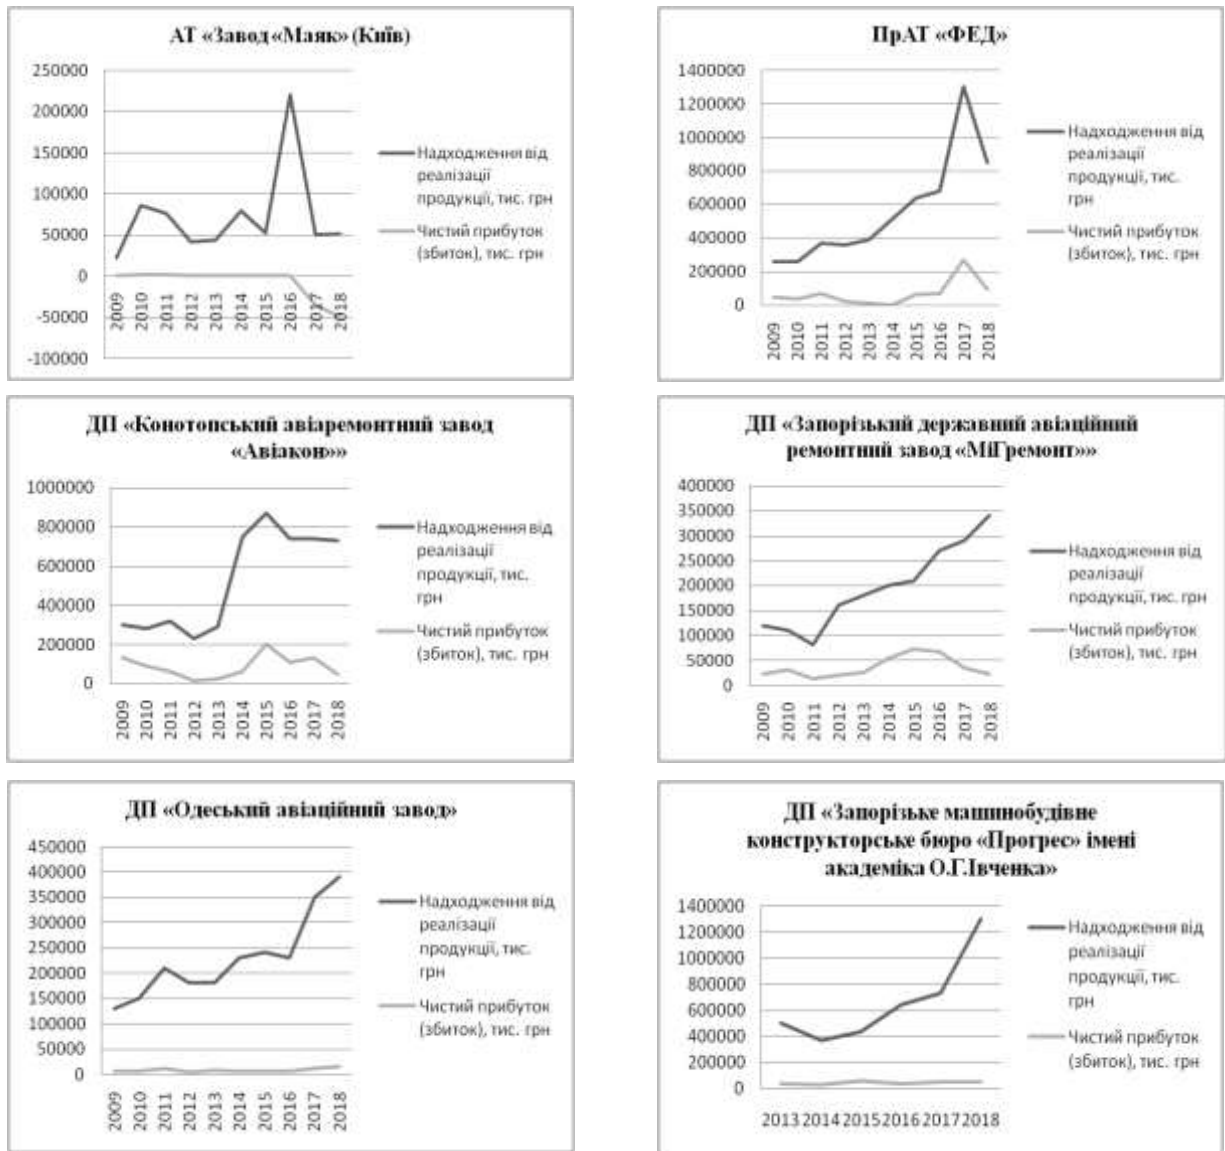 АТ «Завод «Маяк» (Київ)
250000
200000
150000
100000
50000
0
-50000
-100000
2009
2010
2011
2012
2013
2014
2015
2016
2017
2018
Надходження від
реалізації
продукції, тис. грн
Чистий прибуток
(збиток), тис. грн
ПрАТ «ФЕД»
1400000
1200000
1000000
800000
600000
400000
200000
0
2009
2010
2011
2012
2013
2014
2015
2016
2017
2018
Надходження від
реалізації
продукції, тис.
грн
Чистий прибуток
(збиток), тис. грн
ДП «Конотопський авіаремонтний завод
«Авіакон»»
1000000
800000
600000
400000
200000
0
2009
2010
2011
2012
2013
2014
2015
2016
2017
2018
Надходження від
реалізації
продукції, тис.
грн
Чистий прибуток
(збиток), тис. грн
ДП «Запорізький державний авіаційний
ремонтний завод «МіГремонт»»
400000
350000
300000
250000
200000
150000
100000
50000
0
2009
2010
2011
2012
2013
2014
2015
2016
2017
2018
Надходження від
реалізації
продукції, тис. грн
Чистий прибуток
(збиток), тис. грн
ДП «Одеський авіаційний завод»
450000
400000
350000
300000
250000
200000
150000
100000
50000
0
2009
2010
2011
2012
2013
2014
2015
2016
2017
2018
Надходження від
реалізації
продукції, тис.
грн
Чистий прибуток
(збиток), тис. грн
ДП «Запорізьке машинобудівне
конструкторське бюро «Прогрес» імені
академіка О.Г.Івченка»
1400000
1200000
1000000
800000
600000
400000
200000
0
2013 2014 2015 2016 2017 2018
Надходження від
реалізації
продукції, тис.
грн
Чистий прибуток
(збиток), тис. грн